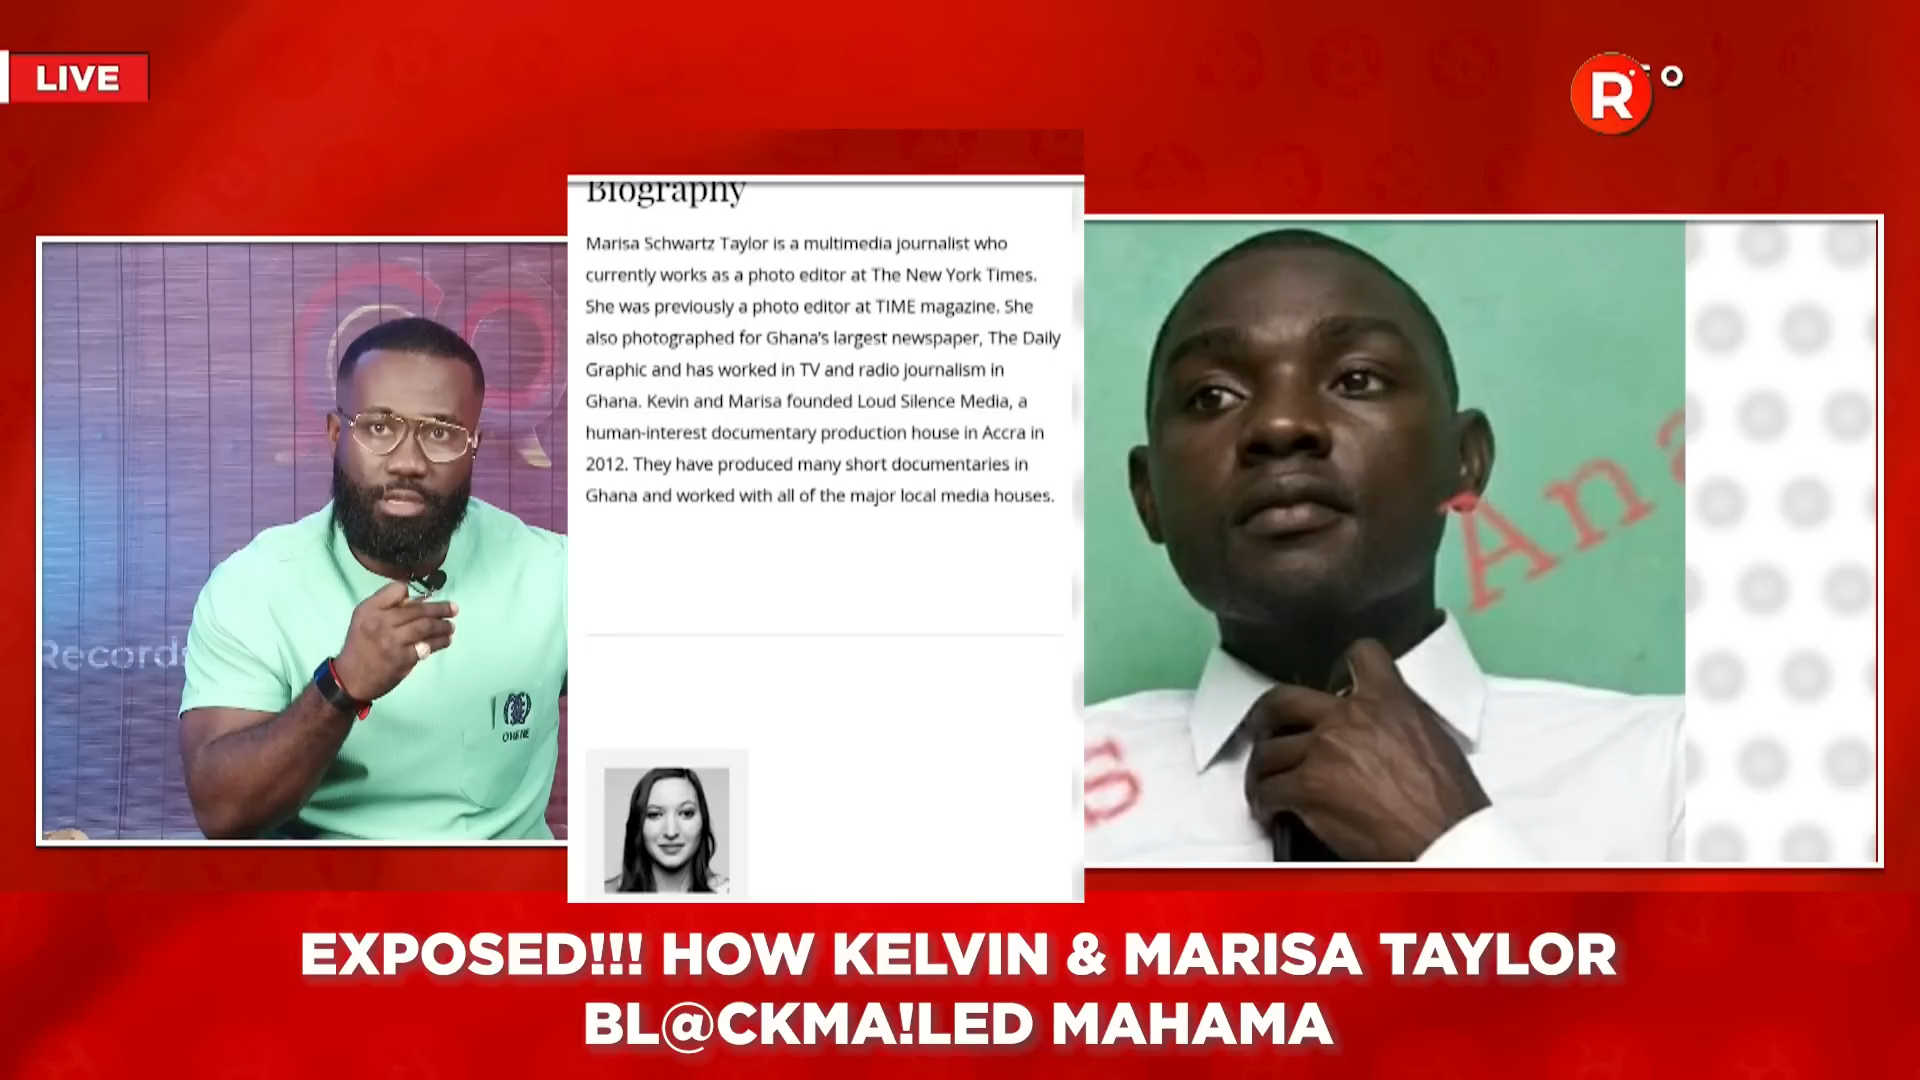 LIVE
R
O
Biography
Marisa Schwartz Taylor is a multimedia journalist who
currently works as a photo editor at The New York Times.
She was previously a photo editor at TIME magazine. She
also photographed for Ghana's largest newspaper, The Daily
Graphic and has worked in TV and radio journalism in
Ghana. Kevin and Marisa founded Loud Silence Media, a
human-interest documentary production house in Accra in
2012. They have produced many short documentaries in
Ghana and worked with all of the major local media houses.
Records
Ana
s
EXPOSED!!! HOW KELVIN & MARISA TAYLOR
BL@CKMA!LED MAHAMA